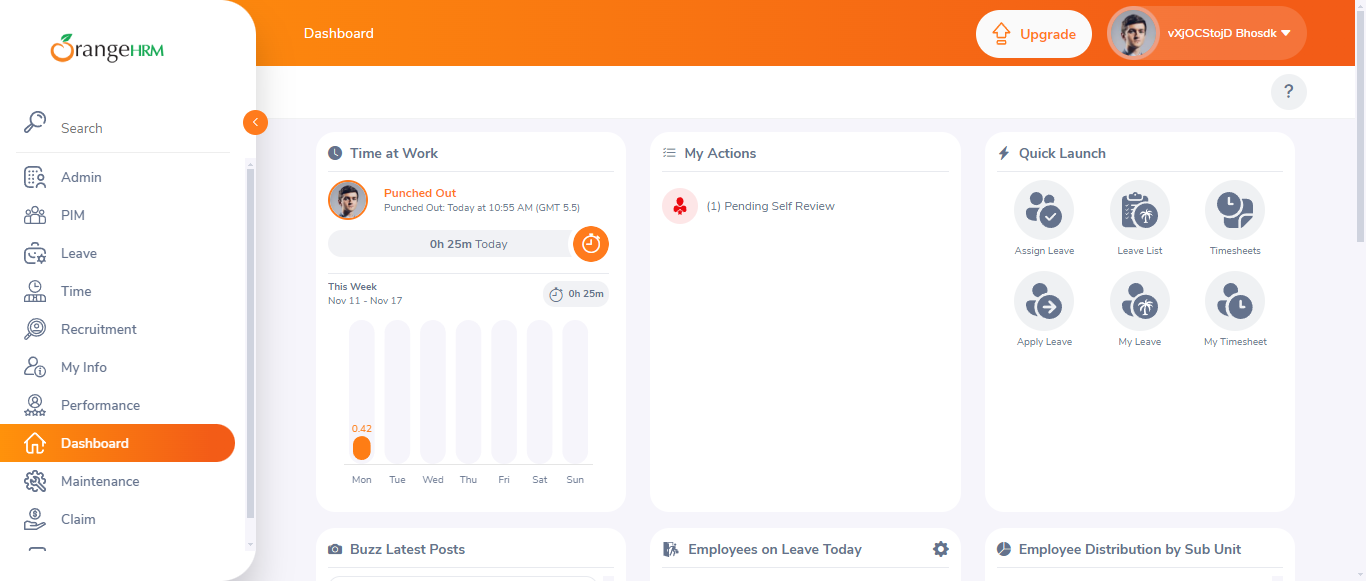 OrangeHRM
Dashboard
Upgrade
vXjOCStojD Bhosdk
?
Search
Admin
PIM
Leave
Time
Recruitment
My Info
Performance
Dashboard
Maintenance
Claim
Time at Work
Punched Out
Punched Out: Today at 10:55 AM (GMT 5.5)
0h 25m Today
This Week
Nov 11 - Nov 17
0h 25m
0.42
Mon Tue Wed Thu Fri Sat Sun
My Actions
(1) Pending Self Review
Quick Launch
Assign Leave Leave List Timesheets
Apply Leave My Leave My Timesheet
Buzz Latest Posts
Employees on Leave Today
Employee Distribution by Sub Unit